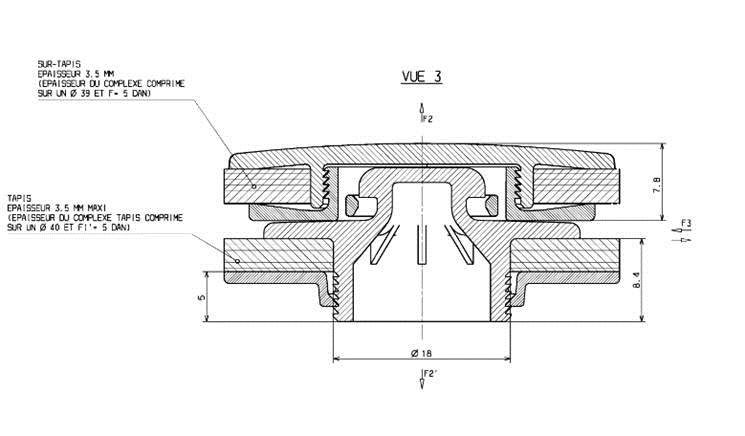 SUR-TAPIS
EPAISSEUR 3.5 MM
(EPAISSEUR DU COMPLEXE COMPRIME
SUR UN Ø 39 ET F= 5 DAN)
VUE 3
F2
TAPIS
EPAISSEUR 3.5 MM MAXI
(EPAISSEUR DU COMPLEXE TAPIS COMPRIME
SUR UN Ø 40 ET F1'= 5 DAN)
7.8
F3
5
8.4
Ø 18
F2'